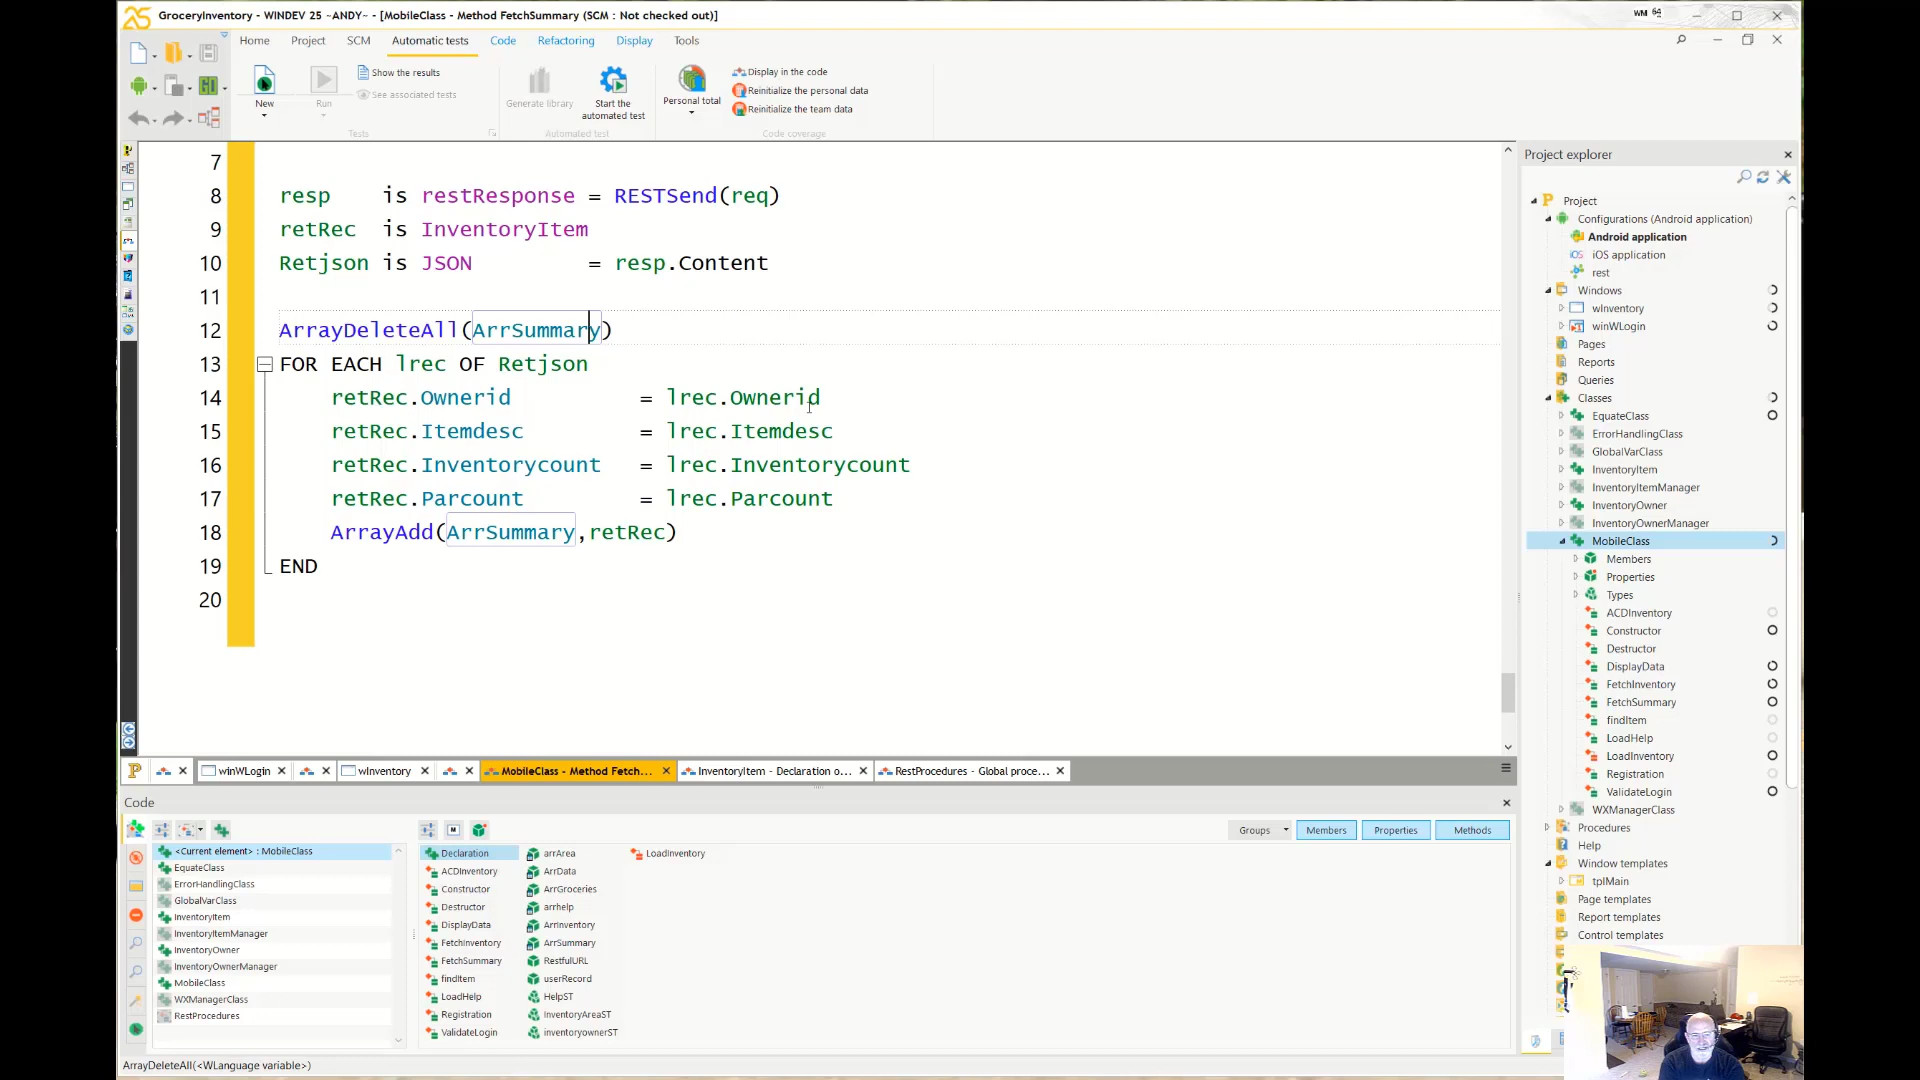 GroceryInventory - WINDEV 25 ~ANDY~ - [MobileClass - Method FetchSummary (SCM : Not checked out)]
WM 64
Home Project SCM Automatic tests Code Refactoring Display Tools
New
Run
Show the results
See associated tests
Tests
Generate library
Start the automated test
Automated test
Personal total
Display in the code
Reinitialize the personal data
Reinitialize the team data
Code coverage
7
8 resp is restResponse = RESTSend(req)
9 retRec is InventoryItem
10 Retjson is JSON = resp.Content
11
12 ArrayDeleteAll(ArrSummary)
13 FOR EACH lrec OF Retjson
14 retRec.Ownerid = lrec.Ownerid
15 retRec.Itemdesc = lrec.Itemdesc
16 retRec.Inventorycount = lrec.Inventorycount
17 retRec.Parcount = lrec.Parcount
18 ArrayAdd(ArrSummary,retRec)
19 END
20
winWLogin
wInventory
MobileClass - Method Fetch...
InventoryItem - Declaration o...
RestProcedures - Global proce...
Code
Groups Members Properties Methods
<Current element> : MobileClass
EquateClass
ErrorHandlingClass
GlobalVarClass
InventoryItem
InventoryItemManager
InventoryOwner
InventoryOwnerManager
MobileClass
WXManagerClass
RestProcedures
Declaration
ACDInventory
Constructor
Destructor
DisplayData
FetchInventory
FetchSummary
findItem
LoadHelp
Registration
ValidateLogin
arrArea
ArrData
ArrGroceries
arrhelp
ArrInventory
ArrSummary
RestfulURL
userRecord
HelpST
InventoryAreaST
inventoryownerST
LoadInventory
ArrayDeleteAll(<WLanguage variable>)
Project explorer
Project
Configurations (Android application)
Android application
iOS application
rest
Windows
wInventory
winWLogin
Pages
Reports
Queries
Classes
EquateClass
ErrorHandlingClass
GlobalVarClass
InventoryItem
InventoryItemManager
InventoryOwner
InventoryOwnerManager
MobileClass
Members
Properties
Types
ACDInventory
Constructor
Destructor
DisplayData
FetchInventory
FetchSummary
findItem
LoadHelp
LoadInventory
Registration
ValidateLogin
WXManagerClass
Procedures
Help
Window templates
tplMain
Page templates
Report templates
Control templates